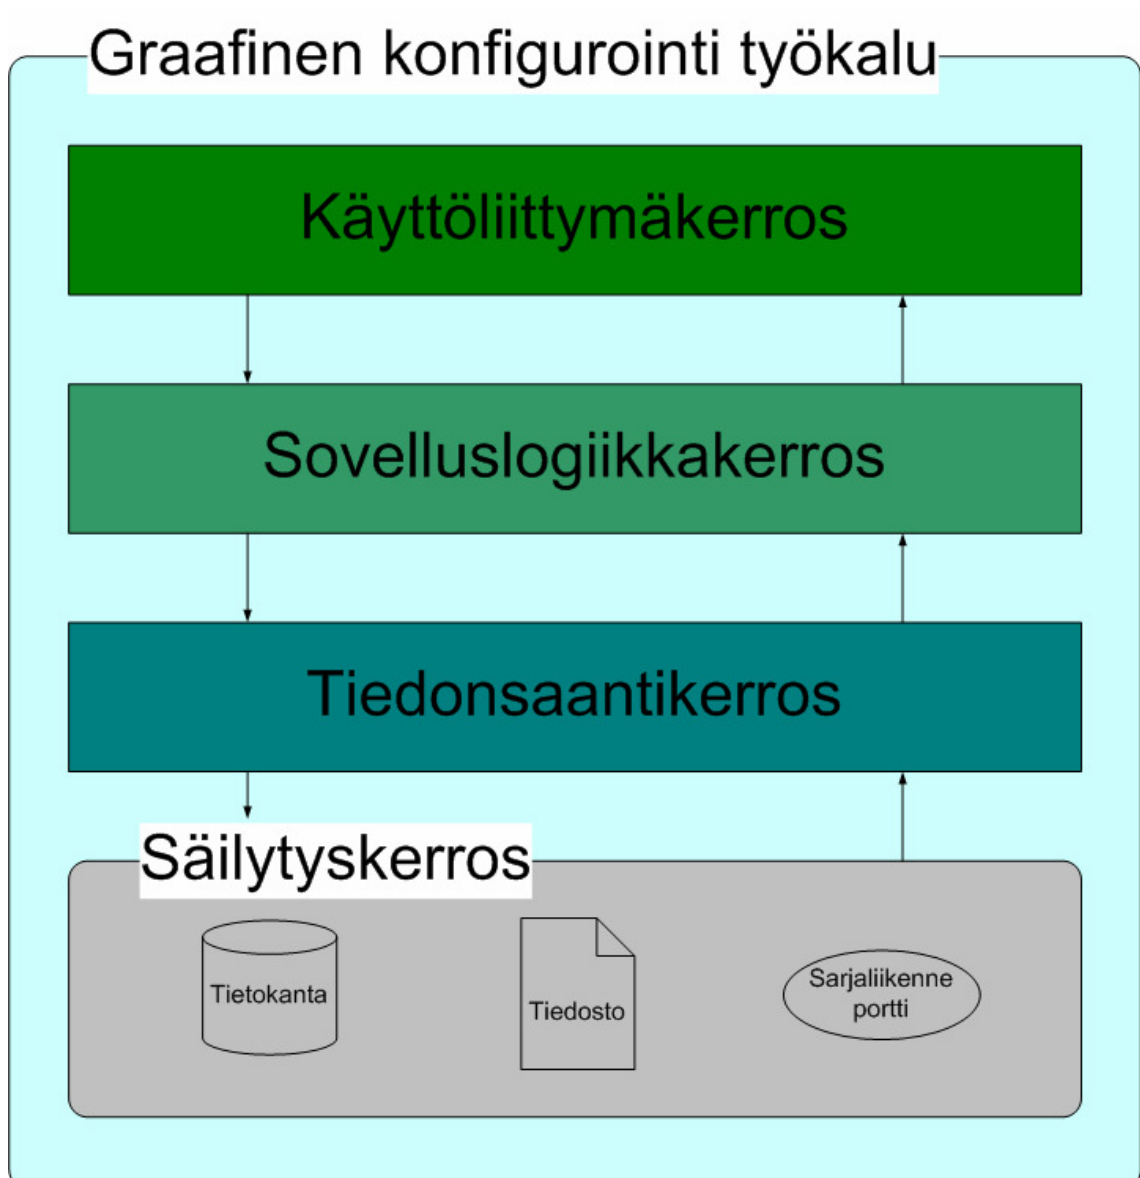 Graafinen konfigurointi työkalu
Käyttöliittymäkerros
Sovelluslogiikkakerros
Tiedonsaantikerros
Säilytyskerros
Tietokanta
Tiedosto
Sarjaliikenne
portti